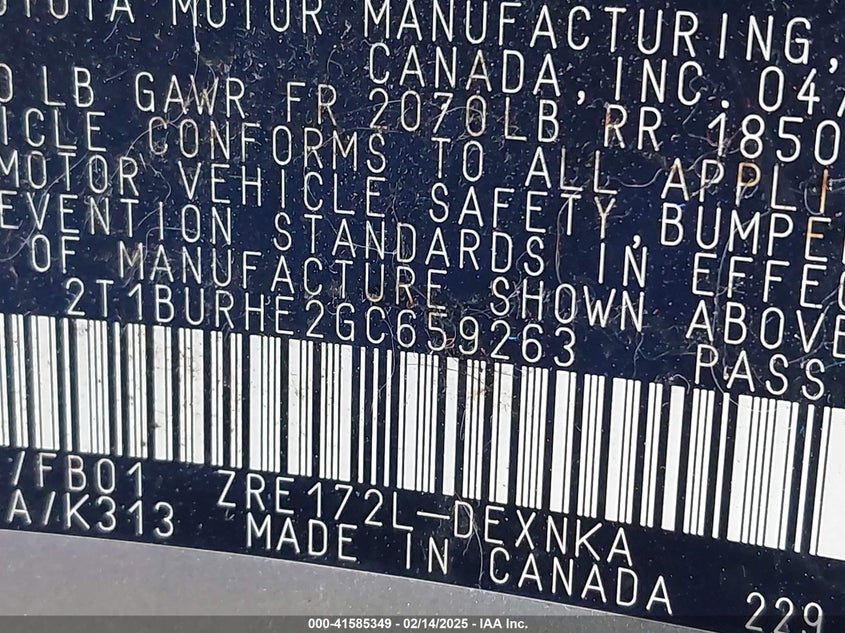 TOYOTA MOTOR MANUFACTURING,
CANADA, INC. 04/
0 LB GAWR FR 2070LB RR 1850
ICLE CONFORMS TO ALL APPLI
MOTOR VEHICLE SAFETY, BUMPE
EVENTION STANDARDS IN EFFEC
OF MANUFACTURE SHOWN ABOVE
2T1BURHE2GC659263 PASS
/FB01 ZRE172L-DEXNKA
A/K313 MADE IN CANADA 229
000-41585349 - 02/14/2025 - IAA Inc.